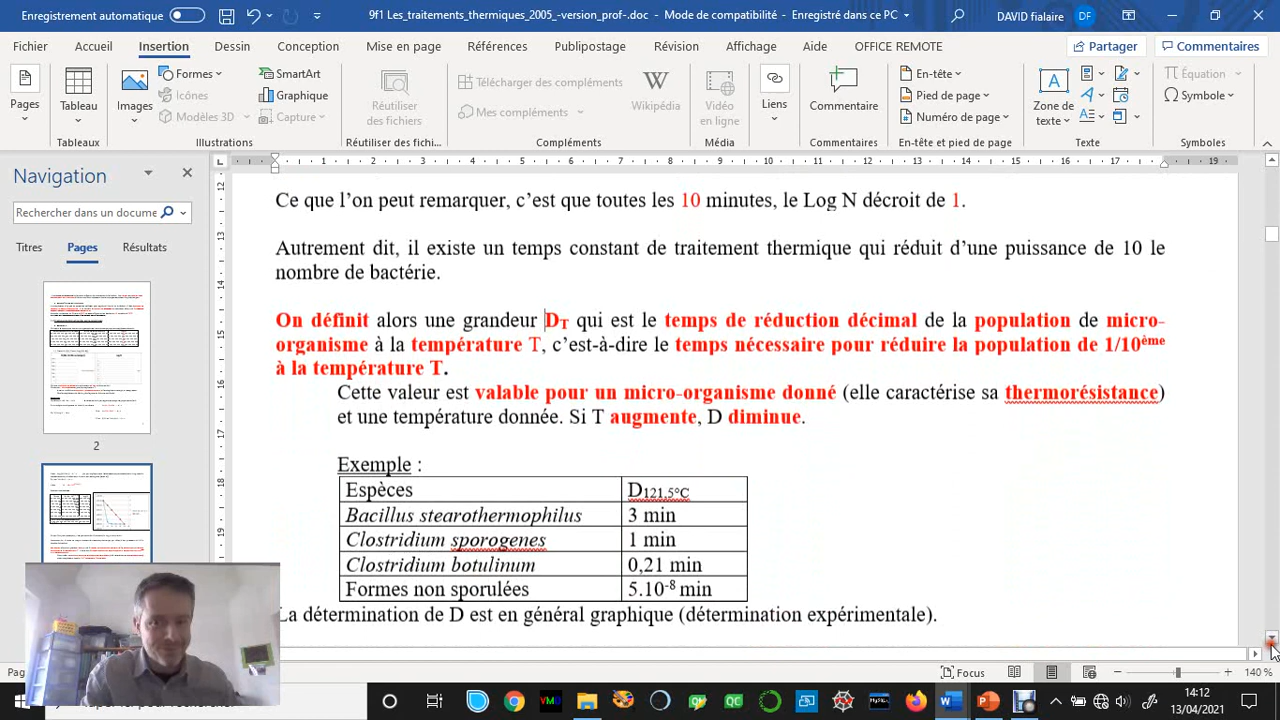 9f1 Les_traitements_thermiques_2005_-version_prof-.doc - Mode de compatibilité - Enregistré dans ce PC
DAVID fialaire DF
Enregistrement automatique
Fichier Accueil Insertion Dessin Conception Mise en page Références Publipostage Révision Affichage Aide OFFICE REMOTE Partager Commentaires
Pages
Tableau
Images
Formes
Icônes
Modèles 3D
SmartArt
Graphique
Capture
Réutiliser
des fichiers
Télécharger des compléments
Mes compléments
Wikipédia
Vidéo
en ligne
Liens
Commentaire
En-tête
Pied de page
Numéro de page
Zone de
texte
Équation
Symbole
Tableaux Illustrations Réutiliser des fichi... Compléments Média Commentaires En-tête et pied de page Texte Symboles
Navigation
Rechercher dans un docume
Titres Pages Résultats
2
Ce que l’on peut remarquer, c’est que toutes les 10 minutes, le Log N décroit de 1.
Autrement dit, il existe un temps constant de traitement thermique qui réduit d’une puissance de 10 le
nombre de bactérie.
On définit alors une grandeur DT qui est le temps de réduction décimal de la population de micro-
organisme à la température T, c’est-à-dire le temps nécessaire pour réduire la population de 1/10ème
à la température T.
Cette valeur est variable pour un micro-organisme donné (elle caractérise sa thermorésistance)
et une température donnée. Si T augmente, D diminue.
Exemple :
Espèces D121,5°C
Bacillus stearothermophilus 3 min
Clostridium sporogenes 1 min
Clostridium botulinum 0,21 min
Formes non sporulées 5.10-8 min
La détermination de D est en général graphique (détermination expérimentale).
Focus 140 %
14:12
13/04/2021